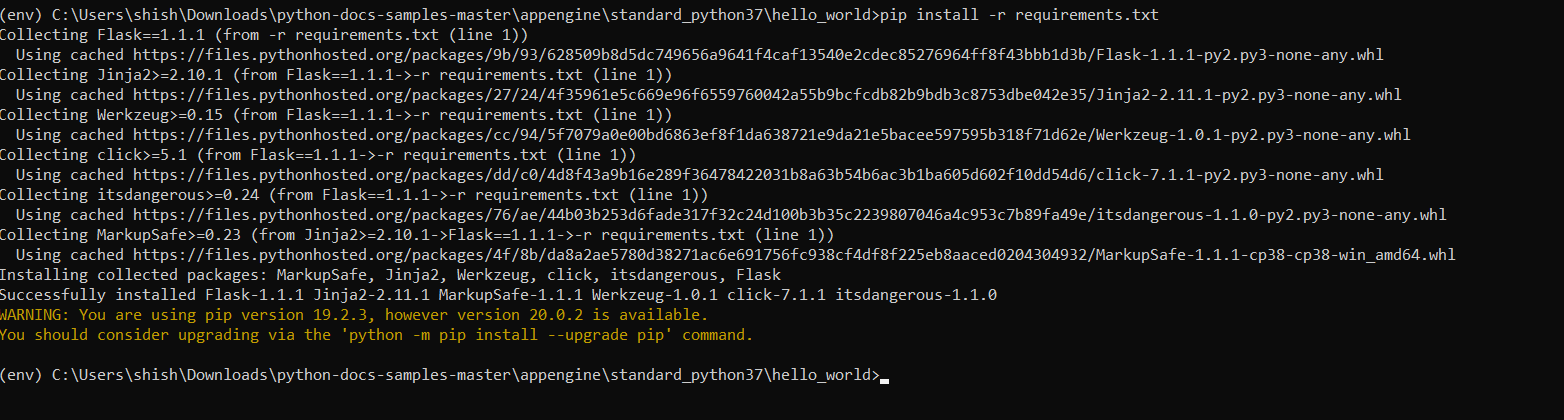 (env) C:\Users\shish\Downloads\python-docs-samples-master\appengine\standard_python37\hello_world>pip install -r requirements.txt
Collecting Flask==1.1.1 (from -r requirements.txt (line 1))
  Using cached https://files.pythonhosted.org/packages/9b/93/628509b8d5dc749656a9641f4caf13540e2cdec85276964ff8f43bbb1d3b/Flask-1.1.1-py2.py3-none-any.whl
Collecting Jinja2>=2.10.1 (from Flask==1.1.1->-r requirements.txt (line 1))
  Using cached https://files.pythonhosted.org/packages/27/24/4f35961e5c669e96f6559760042a55b9bcfcdb82b9bdb3c8753dbe042e35/Jinja2-2.11.1-py2.py3-none-any.whl
Collecting Werkzeug>=0.15 (from Flask==1.1.1->-r requirements.txt (line 1))
  Using cached https://files.pythonhosted.org/packages/cc/94/5f7079a0e00bd6863ef8f1da638721e9da21e5bacee597595b318f71d62e/Werkzeug-1.0.1-py2.py3-none-any.whl
Collecting click>=5.1 (from Flask==1.1.1->-r requirements.txt (line 1))
  Using cached https://files.pythonhosted.org/packages/dd/c0/4d8f43a9b16e289f36478422031b8a63b54b6ac3b1ba605d602f10dd54d6/click-7.1.1-py2.py3-none-any.whl
Collecting itsdangerous>=0.24 (from Flask==1.1.1->-r requirements.txt (line 1))
  Using cached https://files.pythonhosted.org/packages/76/ae/44b03b253d6fade317f32c24d100b3b35c2239807046a4c953c7b89fa49e/itsdangerous-1.1.0-py2.py3-none-any.whl
Collecting MarkupSafe>=0.23 (from Jinja2>=2.10.1->Flask==1.1.1->-r requirements.txt (line 1))
  Using cached https://files.pythonhosted.org/packages/4f/8b/da8a2ae5780d38271ac6e691756fc938cf4df8f225eb8aaced0204304932/MarkupSafe-1.1.1-cp38-cp38-win_amd64.whl
Installing collected packages: MarkupSafe, Jinja2, Werkzeug, click, itsdangerous, Flask
Successfully installed Flask-1.1.1 Jinja2-2.11.1 MarkupSafe-1.1.1 Werkzeug-1.0.1 click-7.1.1 itsdangerous-1.1.0
WARNING: You are using pip version 19.2.3, however version 20.0.2 is available.
You should consider upgrading via the 'python -m pip install --upgrade pip' command.
(env) C:\Users\shish\Downloads\python-docs-samples-master\appengine\standard_python37\hello_world>